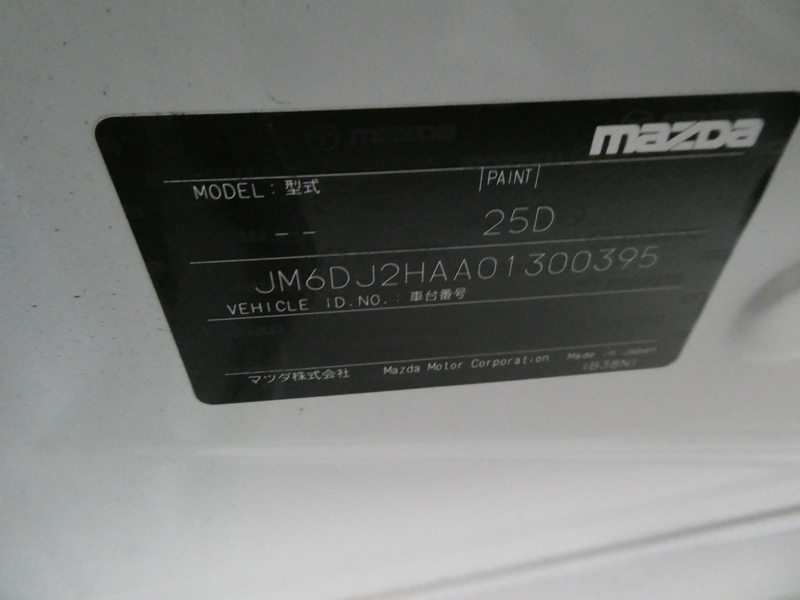 mazda
MODEL: 型式 PAINT
-- 25D
JM6DJ2HAA01300395
VEHICLE ID.NO.: 車台番号
マツダ株式会社 Mazda Motor Corporation Made in Japan